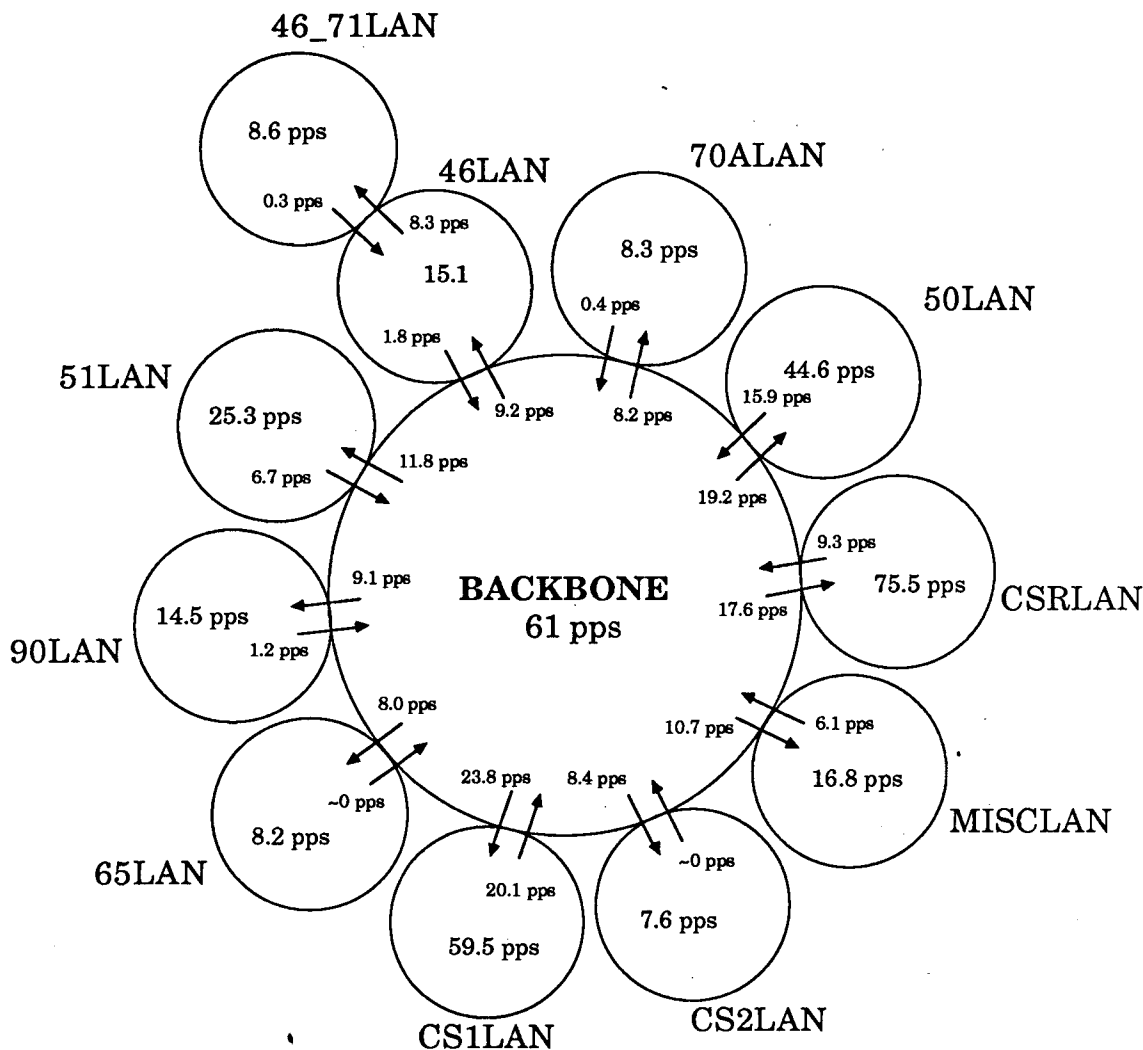 46_71LAN
8.6 pps
0.3 pps
8.3 pps
46LAN
15.1
1.8 pps
9.2 pps
70ALAN
8.3 pps
0.4 pps
8.2 pps
50LAN
44.6 pps
15.9 pps
19.2 pps
51LAN
25.3 pps
6.7 pps
11.8 pps
CSRLAN
75.5 pps
9.3 pps
17.6 pps
BACKBONE
61 pps
90LAN
14.5 pps
9.1 pps
1.2 pps
MISCLAN
16.8 pps
6.1 pps
10.7 pps
65LAN
8.2 pps
8.0 pps
~0 pps
CS1LAN
59.5 pps
23.8 pps
20.1 pps
CS2LAN
7.6 pps
8.4 pps
~0 pps